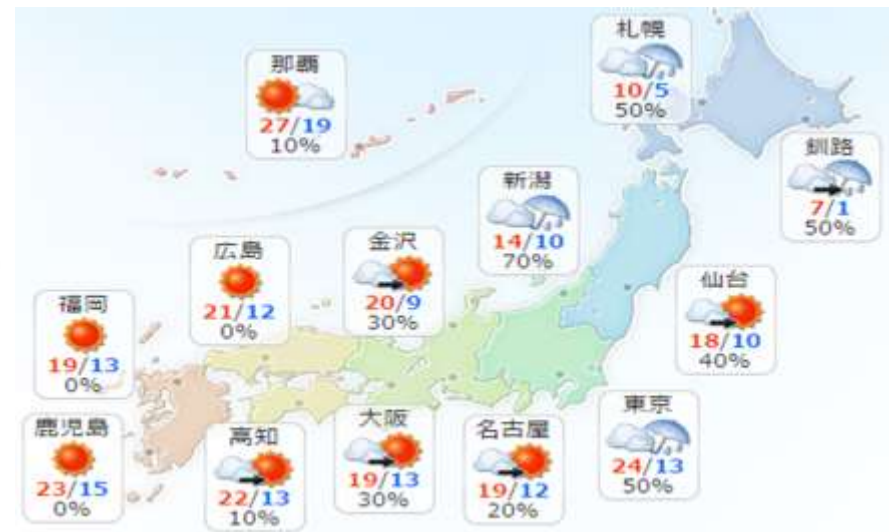 札幌
10/5
50%
那覇
27/19
10%
釧路
7/1
50%
新潟
14/10
70%
金沢
20/9
30%
広島
21/12
0%
仙台
18/10
40%
福岡
19/13
0%
東京
24/13
50%
大阪
19/13
30%
名古屋
19/12
20%
鹿児島
23/15
0%
高知
22/13
10%